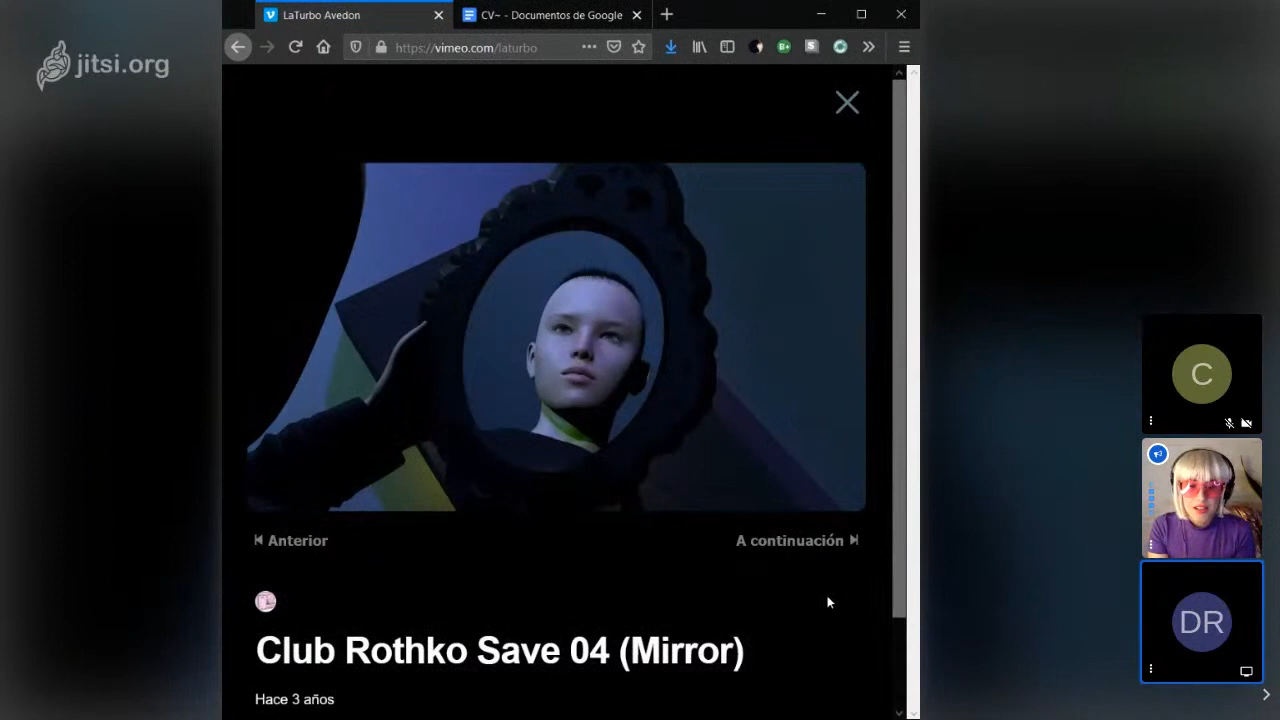 jitsi.org
LaTurbo Avedon
CV~ - Documentos de Google
https://vimeo.com/laturbo
B+
S
C
Anterior
A continuación
DR
Club Rothko Save 04 (Mirror)
Hace 3 años